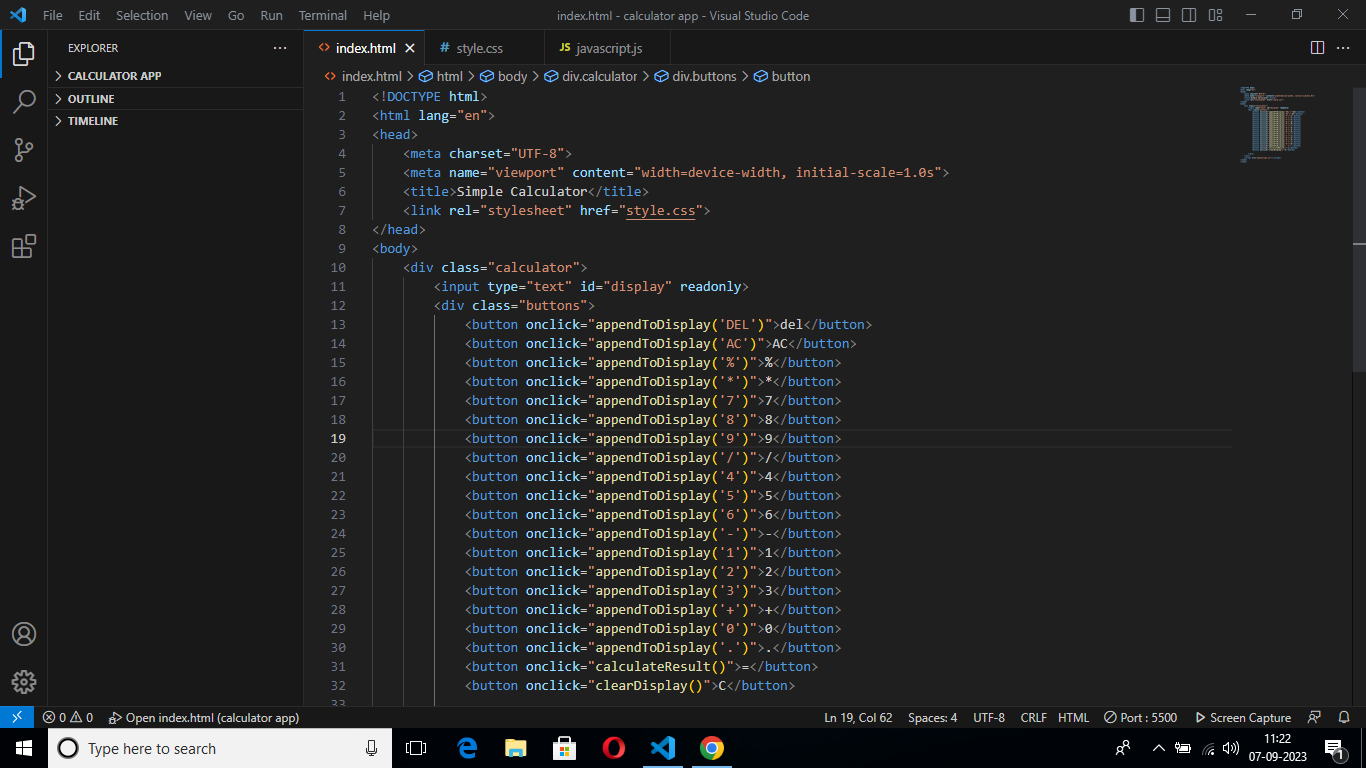 File Edit Selection View Go Run Terminal Help index.html - calculator app - Visual Studio Code
EXPLORER
CALCULATOR APP
OUTLINE
TIMELINE
index.html style.css JS javascript.js
index.html > html > body > div.calculator > div.buttons > button
1 <!DOCTYPE html>
2 <html lang="en">
3 <head>
4 <meta charset="UTF-8">
5 <meta name="viewport" content="width=device-width, initial-scale=1.0s">
6 <title>Simple Calculator</title>
7 <link rel="stylesheet" href="style.css">
8 </head>
9 <body>
10 <div class="calculator">
11 <input type="text" id="display" readonly>
12 <div class="buttons">
13 <button onclick="appendToDisplay('DEL')">del</button>
14 <button onclick="appendToDisplay('AC')">AC</button>
15 <button onclick="appendToDisplay('%')">%</button>
16 <button onclick="appendToDisplay('*')">*</button>
17 <button onclick="appendToDisplay('7')">7</button>
18 <button onclick="appendToDisplay('8')">8</button>
19 <button onclick="appendToDisplay('9')">9</button>
20 <button onclick="appendToDisplay('/')">/</button>
21 <button onclick="appendToDisplay('4')">4</button>
22 <button onclick="appendToDisplay('5')">5</button>
23 <button onclick="appendToDisplay('6')">6</button>
24 <button onclick="appendToDisplay('-')">-</button>
25 <button onclick="appendToDisplay('1')">1</button>
26 <button onclick="appendToDisplay('2')">2</button>
27 <button onclick="appendToDisplay('3')">3</button>
28 <button onclick="appendToDisplay('+')">+</button>
29 <button onclick="appendToDisplay('0')">0</button>
30 <button onclick="appendToDisplay('.')">.</button>
31 <button onclick="calculateResult()">=</button>
32 <button onclick="clearDisplay()">C</button>
33
0 0 Open index.html (calculator app) Ln 19, Col 62 Spaces: 4 UTF-8 CRLF HTML Port : 5500 Screen Capture
Type here to search
11:22
07-09-2023
1